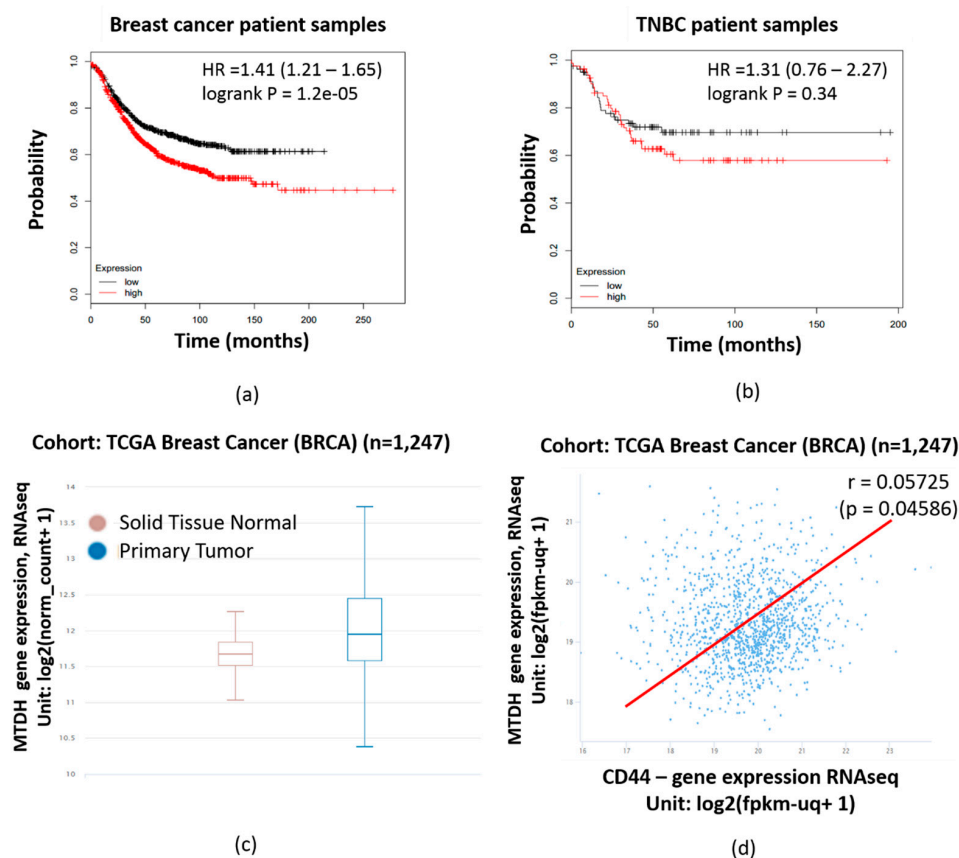 Breast cancer patient samples
HR =1.41 (1.21 – 1.65)
logrank P = 1.2e-05
Probability
1.0
0.8
0.6
0.4
0.2
0.0
Expression
low
high
0
50
100
150
200
250
Time (months)
(a)
TNBC patient samples
HR =1.31 (0.76 – 2.27)
logrank P = 0.34
Probability
1.0
0.8
0.6
0.4
0.2
0.0
Expression
low
high
0
50
100
150
200
Time (months)
(b)
Cohort: TCGA Breast Cancer (BRCA) (n=1,247)
MTDH gene expression, RNAseq
Unit: log2(norm_count+ 1)
14
13.5
13
12.5
12
11.5
11
10.5
10
Solid Tissue Normal
Primary Tumor
(c)
Cohort: TCGA Breast Cancer (BRCA) (n=1,247)
r = 0.05725
(p = 0.04586)
MTDH gene expression, RNAseq
Unit: log2(fpkm-uq+ 1)
21
20
19
18
16
17
18
19
20
21
22
23
CD44 – gene expression RNAseq
Unit: log2(fpkm-uq+ 1)
(d)